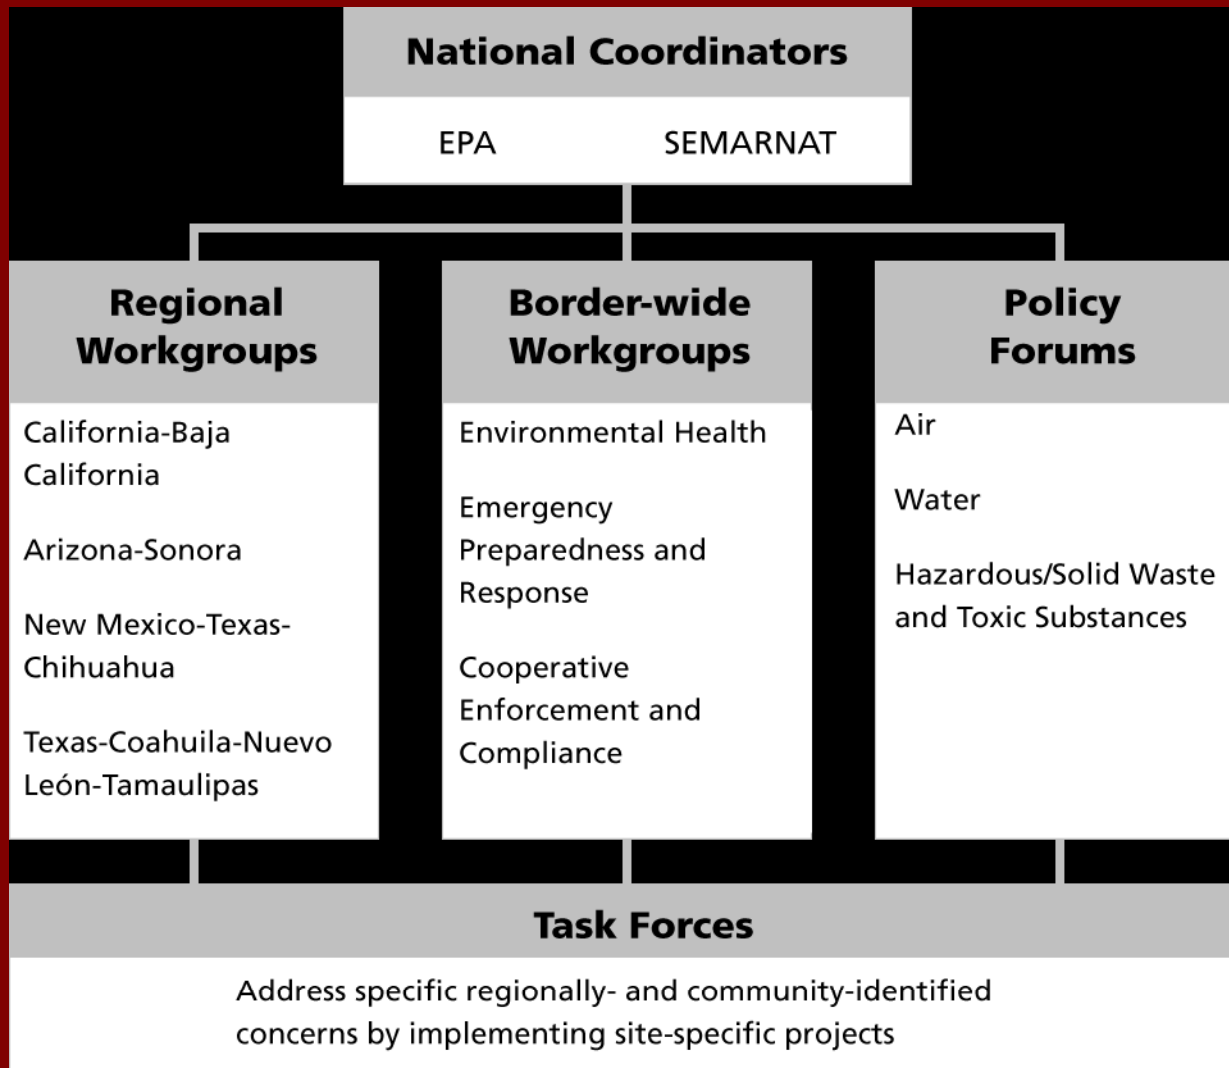 National Coordinators
EPA SEMARNAT
Regional
Workgroups
California-Baja
California
Arizona-Sonora
New Mexico-Texas-
Chihuahua
Texas-Coahuila-Nuevo
León-Tamaulipas
Border-wide
Workgroups
Environmental Health
Emergency
Preparedness and
Response
Cooperative
Enforcement and
Compliance
Policy
Forums
Air
Water
Hazardous/Solid Waste
and Toxic Substances
Task Forces
Address specific regionally- and community-identified
concerns by implementing site-specific projects